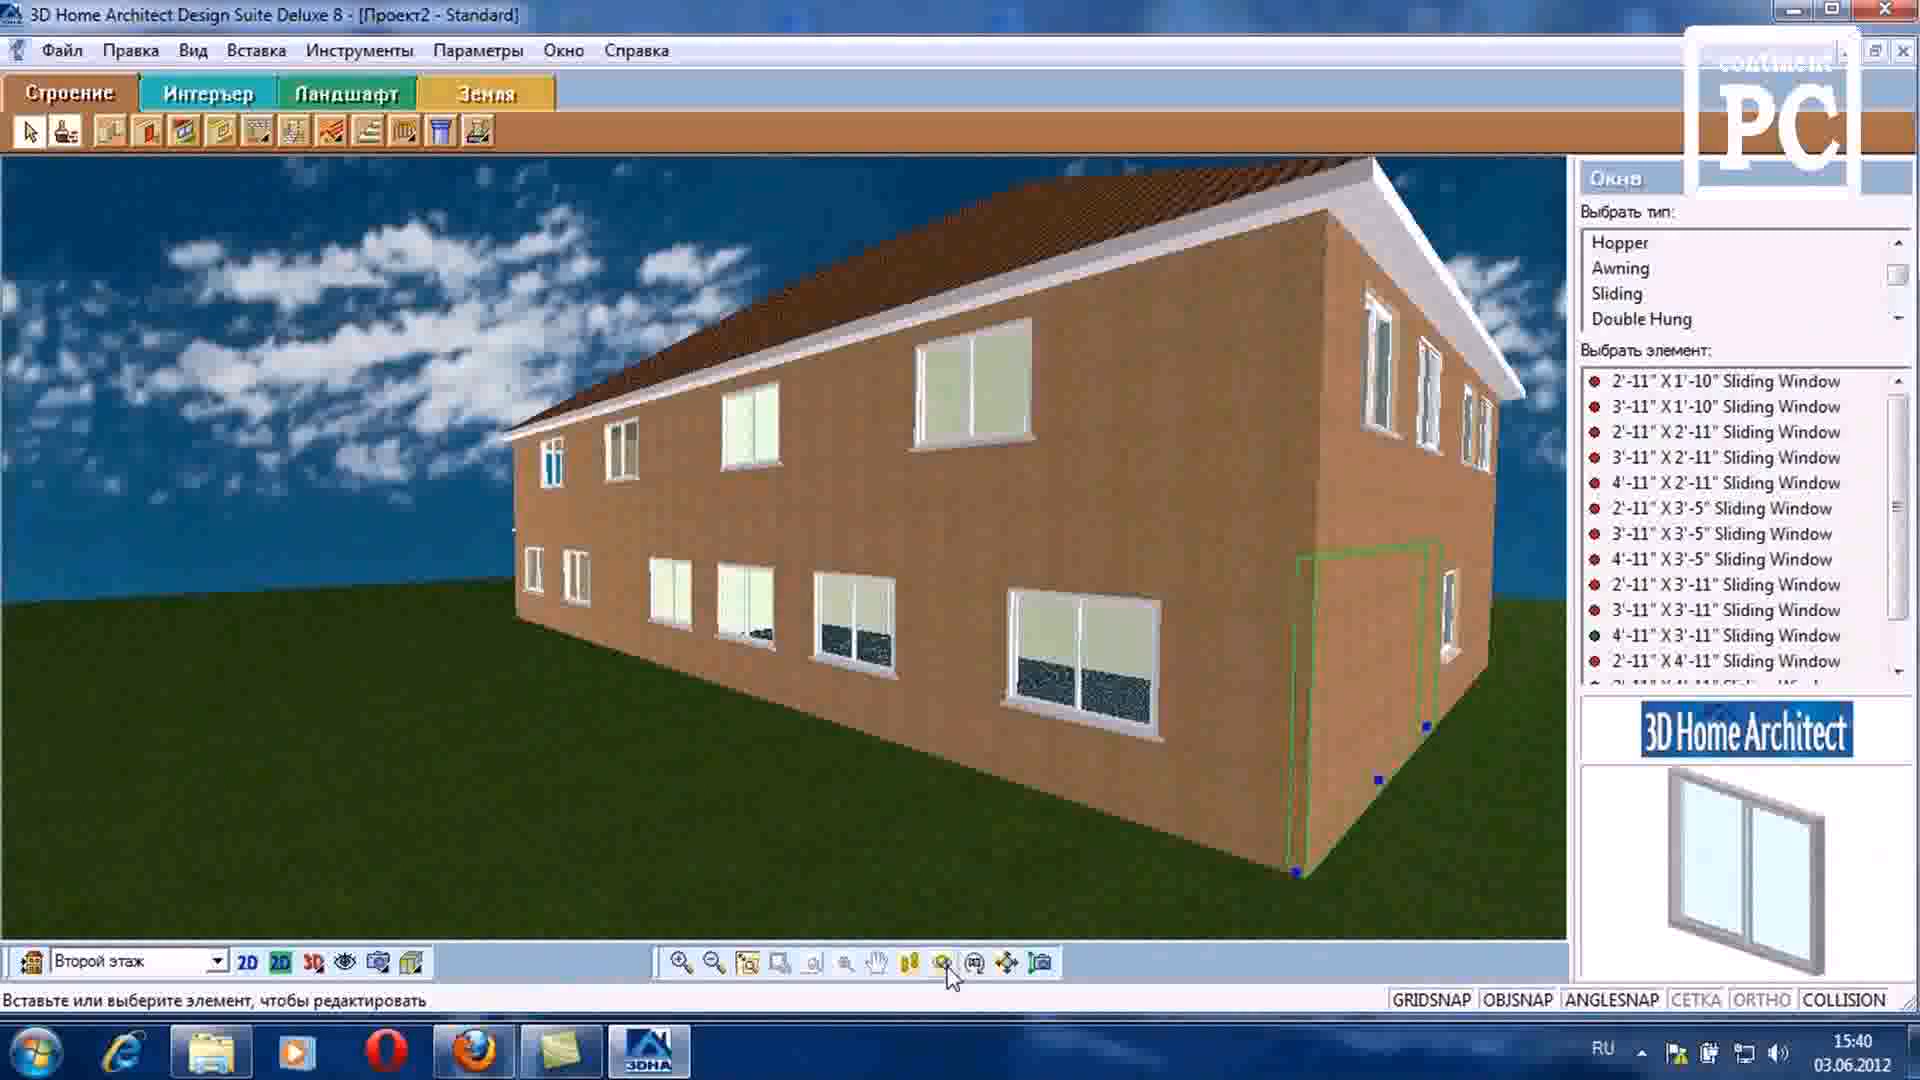 3D Home Architect Design Suite Deluxe 8 - [Проект2 - Standard]
Файл Правка Вид Вставка Инструменты Параметры Окно Справка
CONTINENT
PC
Строение Интерьер Ландшафт Земля
Окно
Выбрать тип:
Hopper
Awning
Sliding
Double Hung
Выбрать элемент:
2'-11" X 1'-10" Sliding Window
3'-11" X 1'-10" Sliding Window
2'-11" X 2'-11" Sliding Window
3'-11" X 2'-11" Sliding Window
4'-11" X 2'-11" Sliding Window
2'-11" X 3'-5" Sliding Window
3'-11" X 3'-5" Sliding Window
4'-11" X 3'-5" Sliding Window
2'-11" X 3'-11" Sliding Window
3'-11" X 3'-11" Sliding Window
4'-11" X 3'-11" Sliding Window
2'-11" X 4'-11" Sliding Window
3D Home Architect
Второй этаж 2D 2D 3D
Вставьте или выберите элемент, чтобы редактировать
GRIDSNAP OBJSNAP ANGLESNAP СЕТКА ORTHO COLLISION
3DHA
RU
15:40
03.06.2012